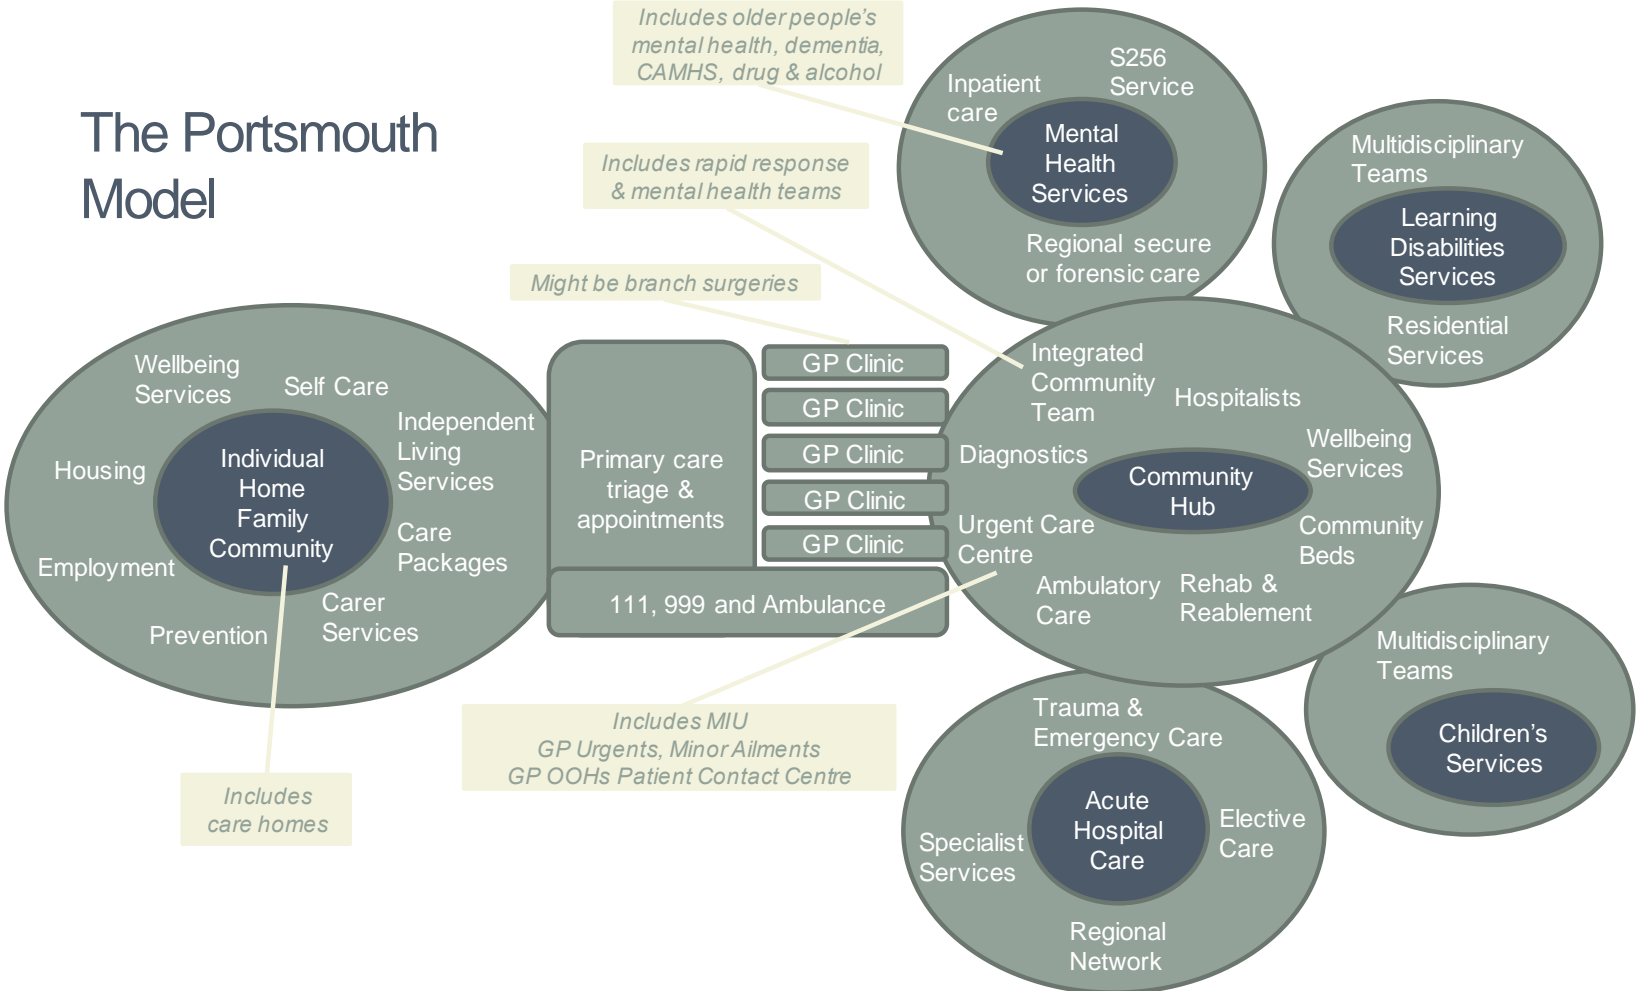 The Portsmouth
Model
Includes older people's
mental health, dementia,
CAMHS, drug & alcohol
Includes rapid response
& mental health teams
Might be branch surgeries
Wellbeing
Services
Self Care
Independent
Living
Services
Housing
Individual
Home
Family
Community
Care
Packages
Employment
Carer
Services
Prevention
Includes
care homes
Primary care
triage &
appointments
GP Clinic
GP Clinic
GP Clinic
GP Clinic
GP Clinic
111, 999 and Ambulance
Includes MIU
GP Urgents, Minor Ailments
GP OOHs Patient Contact Centre
Inpatient
care
S256
Service
Mental
Health
Services
Regional secure
or forensic care
Multidisciplinary
Teams
Learning
Disabilities
Services
Residential
Services
Integrated
Community
Team
Hospitalists
Wellbeing
Services
Diagnostics
Community
Hub
Urgent Care
Centre
Community
Beds
Ambulatory
Care
Rehab &
Reablement
Multidisciplinary
Teams
Children's
Services
Trauma &
Emergency Care
Acute
Hospital
Care
Elective
Care
Specialist
Services
Regional
Network